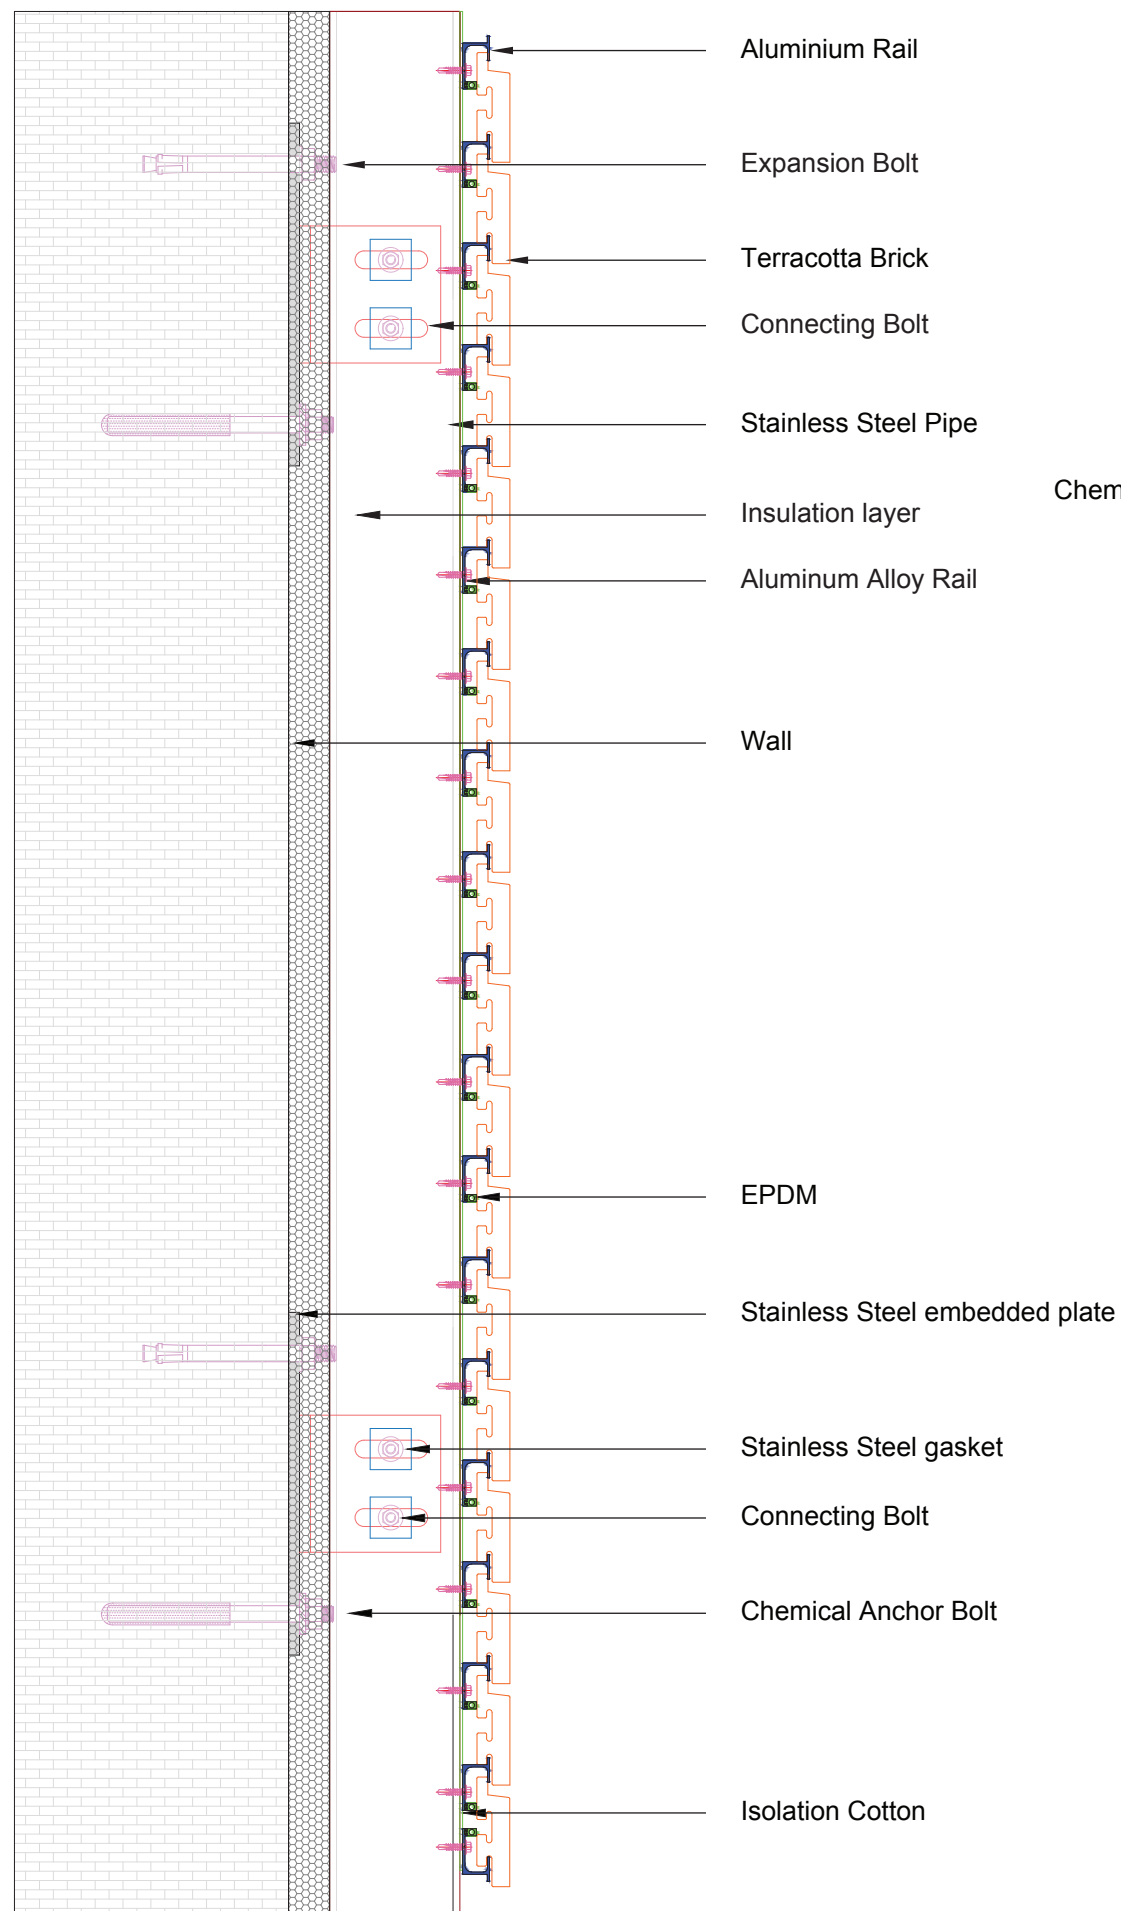 Aluminium Rail
Expansion Bolt
Terracotta Brick
Connecting Bolt
Stainless Steel Pipe
Chem
Insulation layer
Aluminum Alloy Rail
Wall
EPDM
Stainless Steel embedded plate
Stainless Steel gasket
Connecting Bolt
Chemical Anchor Bolt
Isolation Cotton